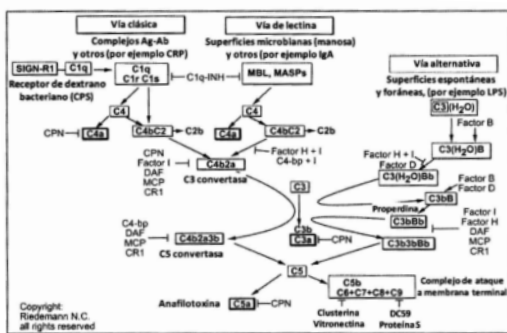 Vía clásica
Complejos Ag-Ab
y otros (por ejemplo CRP)
Vía de lectina
Superficies microbianas (manosa)
y otros (por ejemplo IgA)
Vía alternativa
Superficies espontáneas
y foráneas, (por ejemplo LPS)
SIGN-R1
C1q
Receptor de dextrano
bacteriano (CPS)
C1q
C1r C1s
C1q-INH
MBL, MASPs
C3(H₂O)
Factor B
C4
C4
CPN
C4a
C4bC2
C2b
C4a
C4bC2
C2b
C3(H₂O)B
CPN
Factor I
DAF
MCP
CR1
C4b2a
C3 convertasa
Factor H + I
C4-bp + I
Factor H + I
Factor D
C3(H₂O)Bb
Factor B
Factor D
C3
C3bB
Properdina
C3b
C3a
CPN
C3bBb
Factor I
Factor H
DAF
MCP
CR1
C4-bp
DAF
MCP
CR1
C4b2a3b
C5 convertasa
C3b3bBb
C5
Anafilotoxina
C5a
CPN
C5b
C6+C7+C8+C9
Complejo de ataque
a membrana terminal
Clusterina
Vitronectina
DC59
Proteína S
Copyright:
Riedemann N.C.
all rights reserved